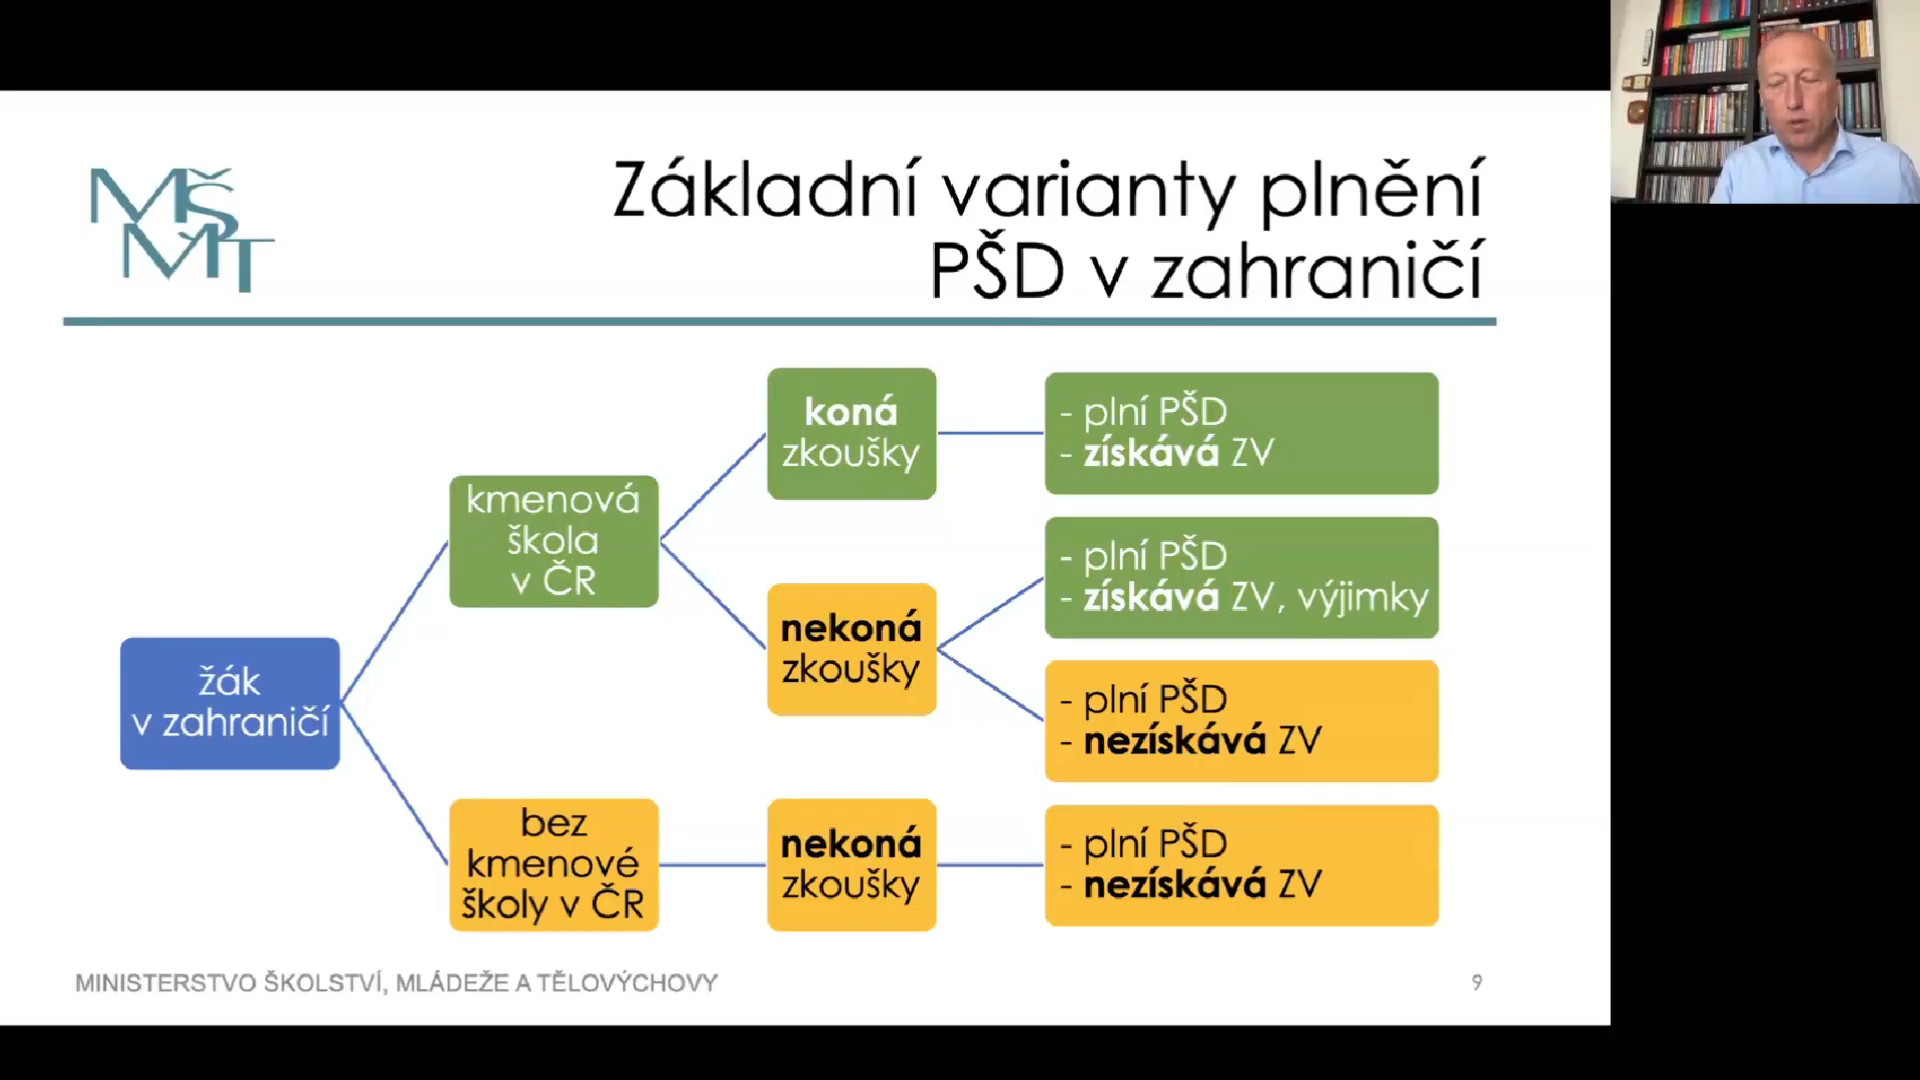 MŠMT
Základní varianty plnění
PŠD v zahraničí
žák
v zahraničí
kmenová
škola
v ČR
bez
kmenové
školy v ČR
koná
zkoušky
nekoná
zkoušky
nekoná
zkoušky
- plní PŠD
- získává ZV
- plní PŠD
- získává ZV, výjimky
- plní PŠD
- nezískává ZV
- plní PŠD
- nezískává ZV
MINISTERSTVO ŠKOLSTVÍ, MLÁDEŽE A TĚLOVÝCHOVY
9